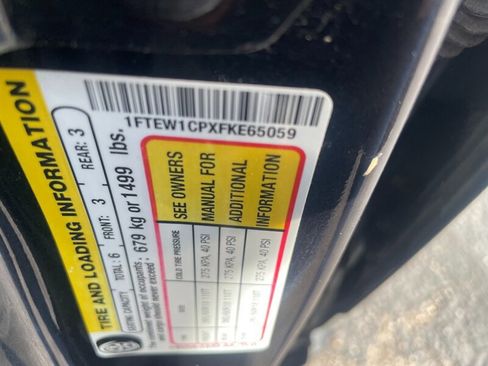 1FTEW1CPXFKE65059
TIRE AND LOADING INFORMATION
SEATING CAPACITY TOTAL: 6 FRONT: 3 REAR: 3
The combined weight of occupants
and cargo should never exceed: 679 kg or 1499 lbs.
COLD TIRE PRESSURE SEE OWNERS
275 KPA, 40 PSI MANUAL FOR
275 KPA, 40 PSI ADDITIONAL
275 KPA, 40 PSI INFORMATION